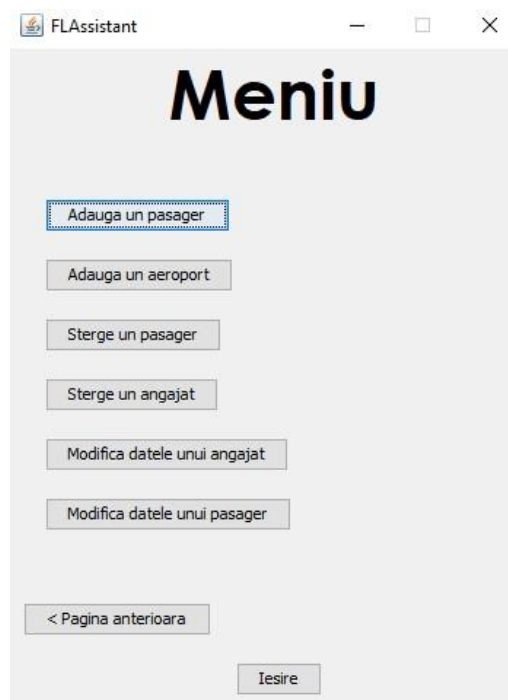 FLAssistant
Meniu
Adauga un pasager
Adauga un aeroport
Sterge un pasager
Sterge un angajat
Modifica datele unui angajat
Modifica datele unui pasager
< Pagina anterioara
Iesire